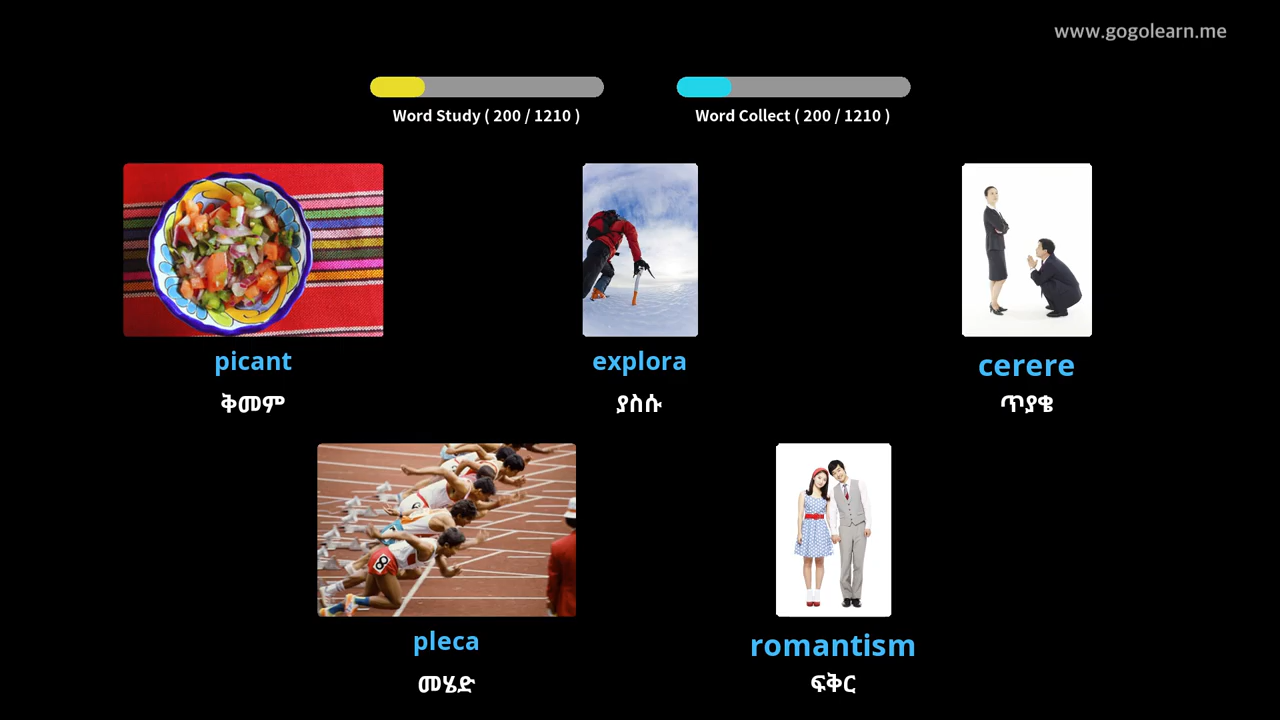 www.gogolearn.me
Word Study ( 200 / 1210 )
Word Collect ( 200 / 1210 )
picant
explora
cerere
ቅመም
ያስሱ
ጥያቄ
pleca
romantism
መሄድ
ፍቅር